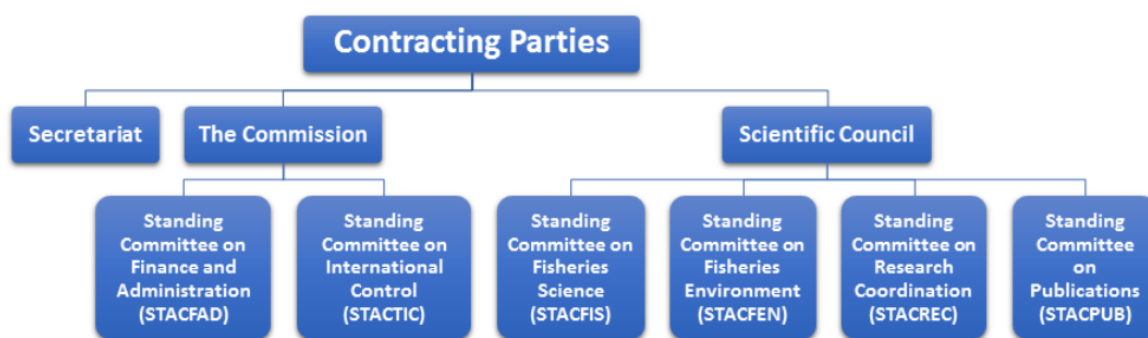 Contracting Parties
Secretariat
The Commission
Scientific Council
Standing
Committee on
Finance and
Administration
(STACFAD)
Standing
Committee on
International
Control
(STACTIC)
Standing
Committee on
Fisheries
Science
(STACFIS)
Standing
Committee on
Fisheries
Environment
(STACFEN)
Standing
Committee on
Research
Coordination
(STACREC)
Standing
Committee
on
Publications
(STACPUB)